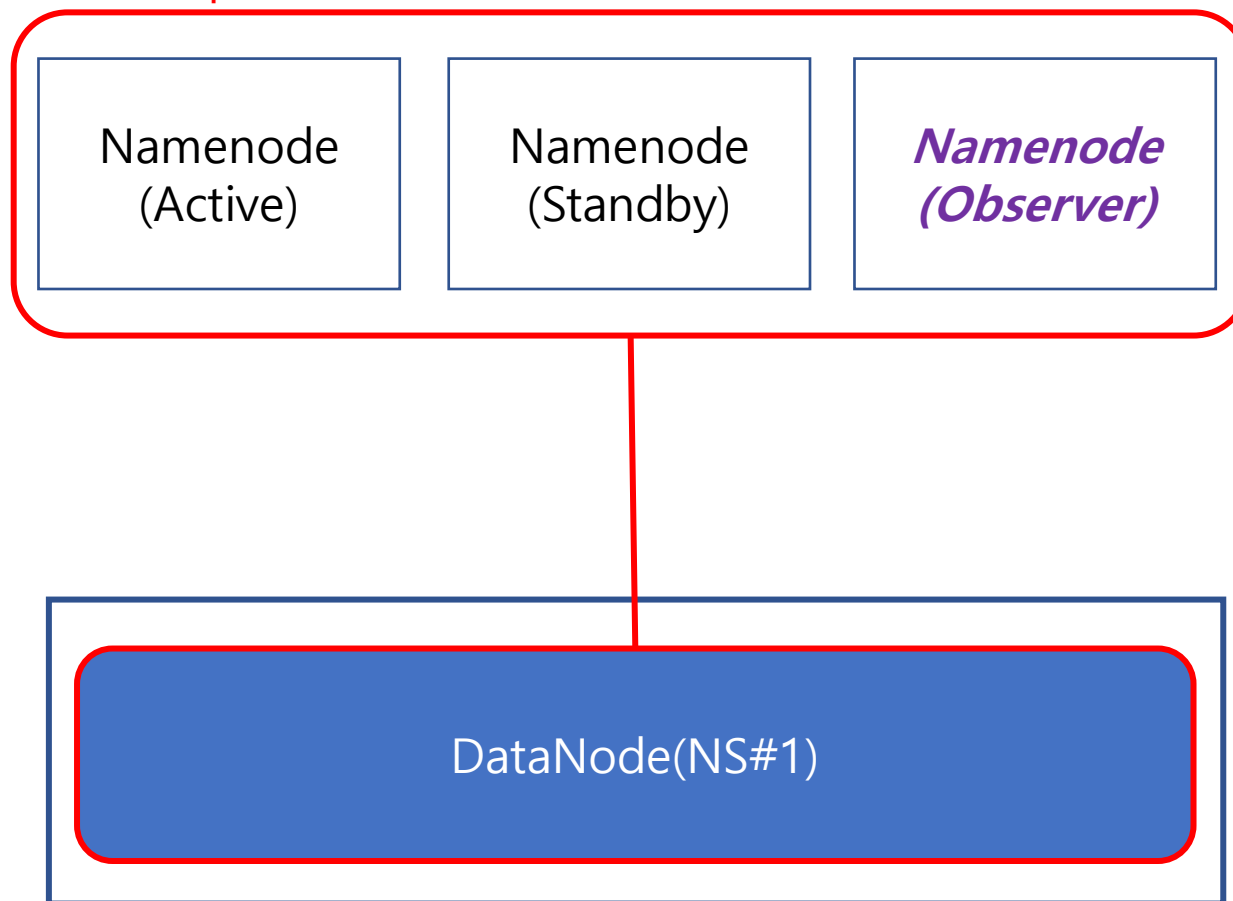 Namenode
(Active)
Namenode
(Standby)
Namenode
(Observer)
DataNode(NS#1)